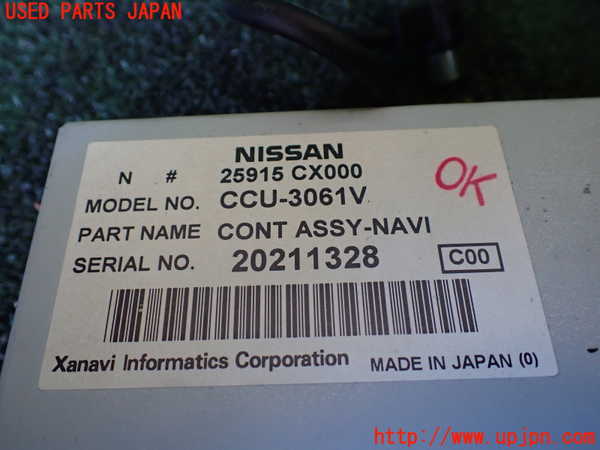 USED PARTS JAPAN
NISSAN
N # 25915 CX000
MODEL NO. CCU-3061V
PART NAME CONT ASSY-NAVI
SERIAL NO. 20211328 C00
OK
Xanavi Informatics Corporation MADE IN JAPAN (0)
http://www.upjpn.com/